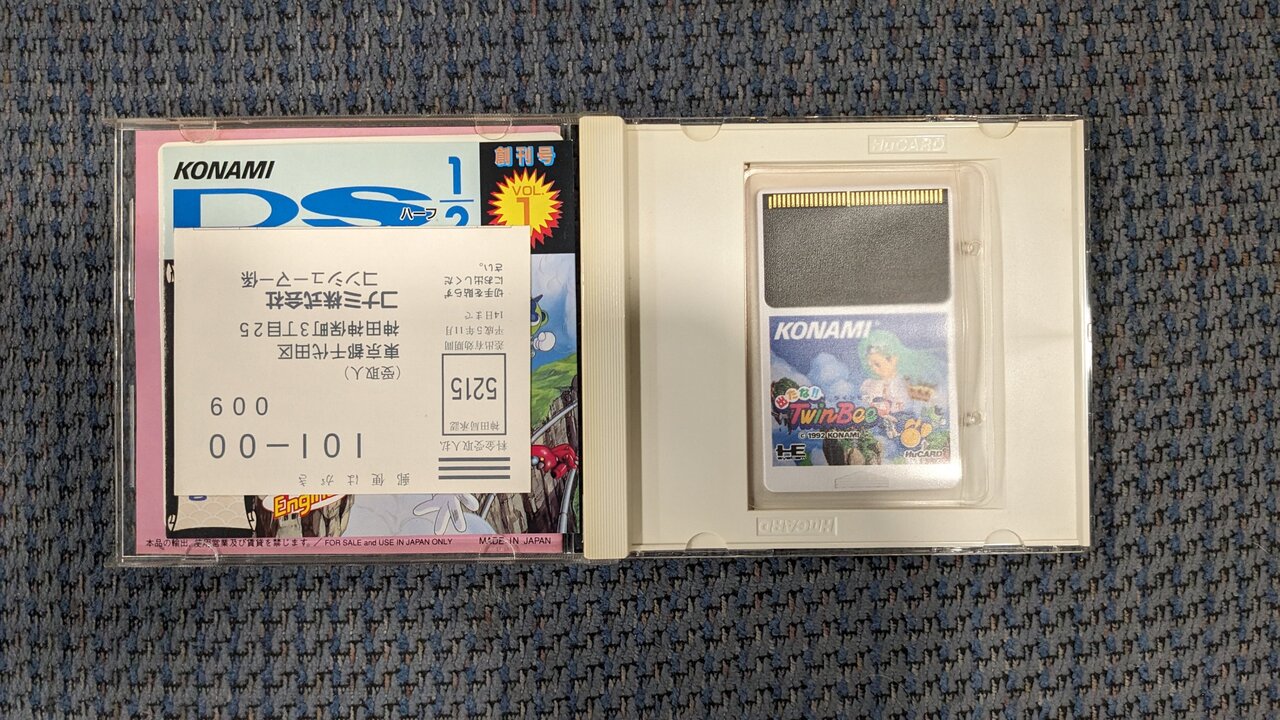 KONAMI
DS 1/2
ハーフ
創刊号
VOL.
1
郵便はがき
101-00
009
料金受取人払
神田局承認
5215
差出有効期間
平成5年11月
14日まで
切手を貼らず
にお出しくだ
さい。
(受取人)
東京都千代田区
神田神保町3丁目25
コナミ株式会社
コンシューマー係
Engin
本品の輸出、使用営業及び賃貸を禁じます。/ FOR SALE and USE IN JAPAN ONLY
MADE IN JAPAN
HuCARD
KONAMI
出たな!!
TwinBee
© 1992 KONAMI
HE
HuCARD
HuCARD